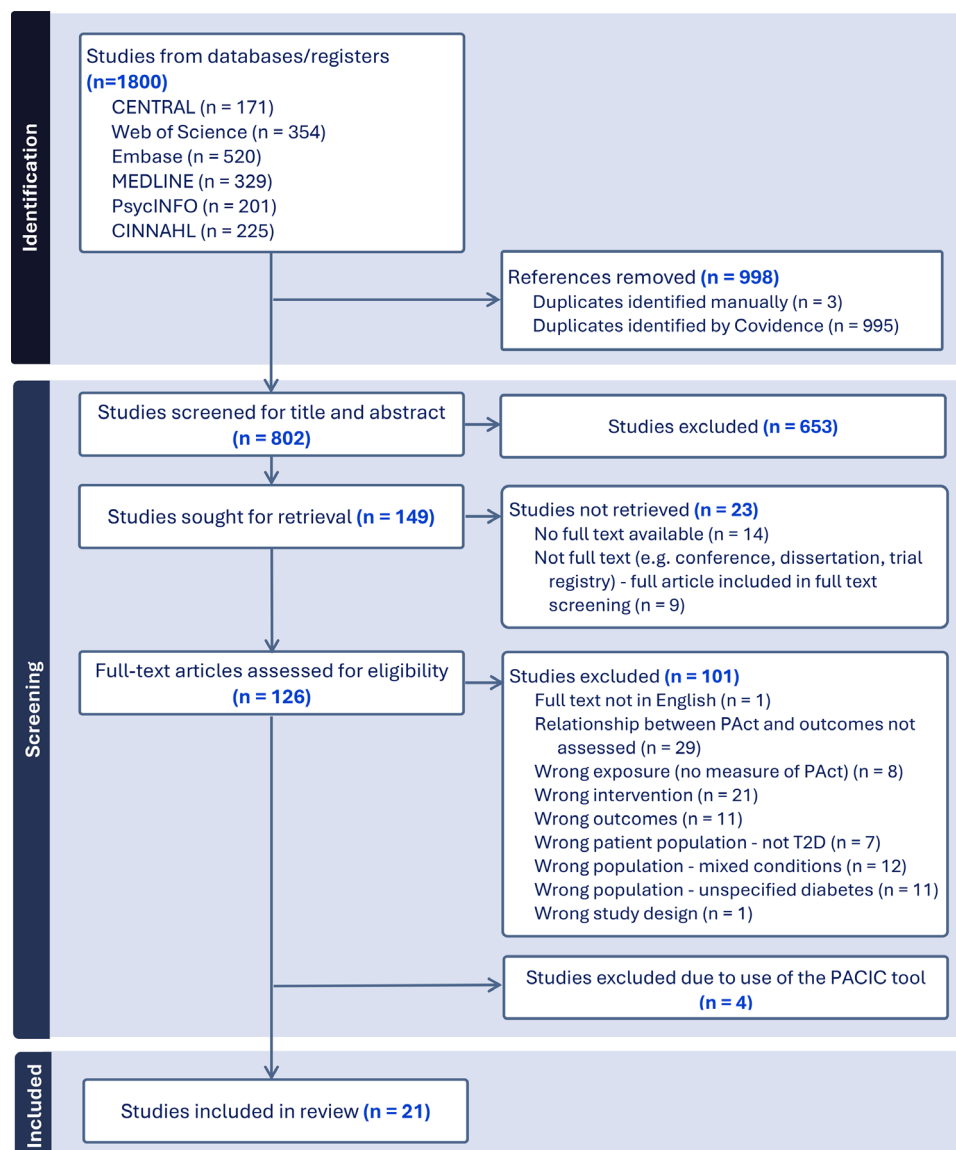 Identification
Studies from databases/registers
(n=1800)
CENTRAL (n = 171)
Web of Science (n = 354)
Embase (n = 520)
MEDLINE (n = 329)
PsycINFO (n = 201)
CINNAHL (n = 225)
References removed (n = 998)
Duplicates identified manually (n = 3)
Duplicates identified by Covidence (n = 995)
Screening
Studies screened for title and abstract
(n = 802)
Studies excluded (n = 653)
Studies sought for retrieval (n = 149)
Studies not retrieved (n = 23)
No full text available (n = 14)
Not full text (e.g. conference, dissertation, trial
registry) - full article included in full text
screening (n = 9)
Full-text articles assessed for eligibility
(n = 126)
Studies excluded (n = 101)
Full text not in English (n = 1)
Relationship between PAct and outcomes not
assessed (n = 29)
Wrong exposure (no measure of PAct) (n = 8)
Wrong intervention (n = 21)
Wrong outcomes (n = 11)
Wrong patient population - not T2D (n = 7)
Wrong population - mixed conditions (n = 12)
Wrong population - unspecified diabetes (n = 11)
Wrong study design (n = 1)
Studies excluded due to use of the PACIC tool
(n = 4)
Included
Studies included in review (n = 21)